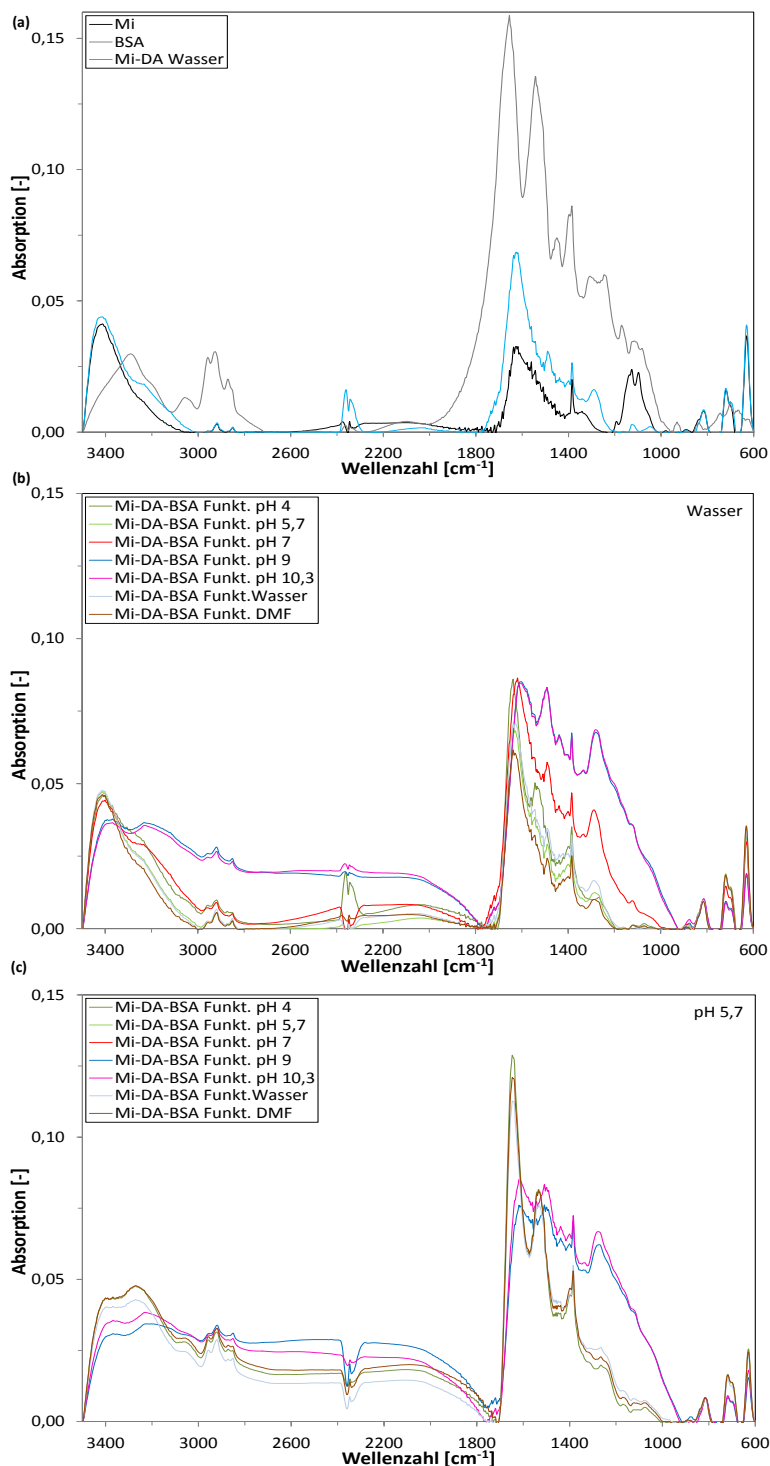 (a)
Mi
BSA
Mi-DA Wasser
0,15
0,10
0,05
0,00
Absorption [-]
3400 3000 2600 2200 1800 1400 1000 600
Wellenzahl [cm-1]
(b)
Mi-DA-BSA Funkt. pH 4
Mi-DA-BSA Funkt. pH 5,7
Mi-DA-BSA Funkt. pH 7
Mi-DA-BSA Funkt. pH 9
Mi-DA-BSA Funkt. pH 10,3
Mi-DA-BSA Funkt.Wasser
Mi-DA-BSA Funkt. DMF
Wasser
0,15
0,10
0,05
0,00
Absorption [-]
3400 3000 2600 2200 1800 1400 1000 600
Wellenzahl [cm-1]
(c)
Mi-DA-BSA Funkt. pH 4
Mi-DA-BSA Funkt. pH 5,7
Mi-DA-BSA Funkt. pH 7
Mi-DA-BSA Funkt. pH 9
Mi-DA-BSA Funkt. pH 10,3
Mi-DA-BSA Funkt.Wasser
Mi-DA-BSA Funkt. DMF
pH 5,7
0,15
0,10
0,05
0,00
Absorption [-]
3400 3000 2600 2200 1800 1400 1000 600
Wellenzahl [cm-1]